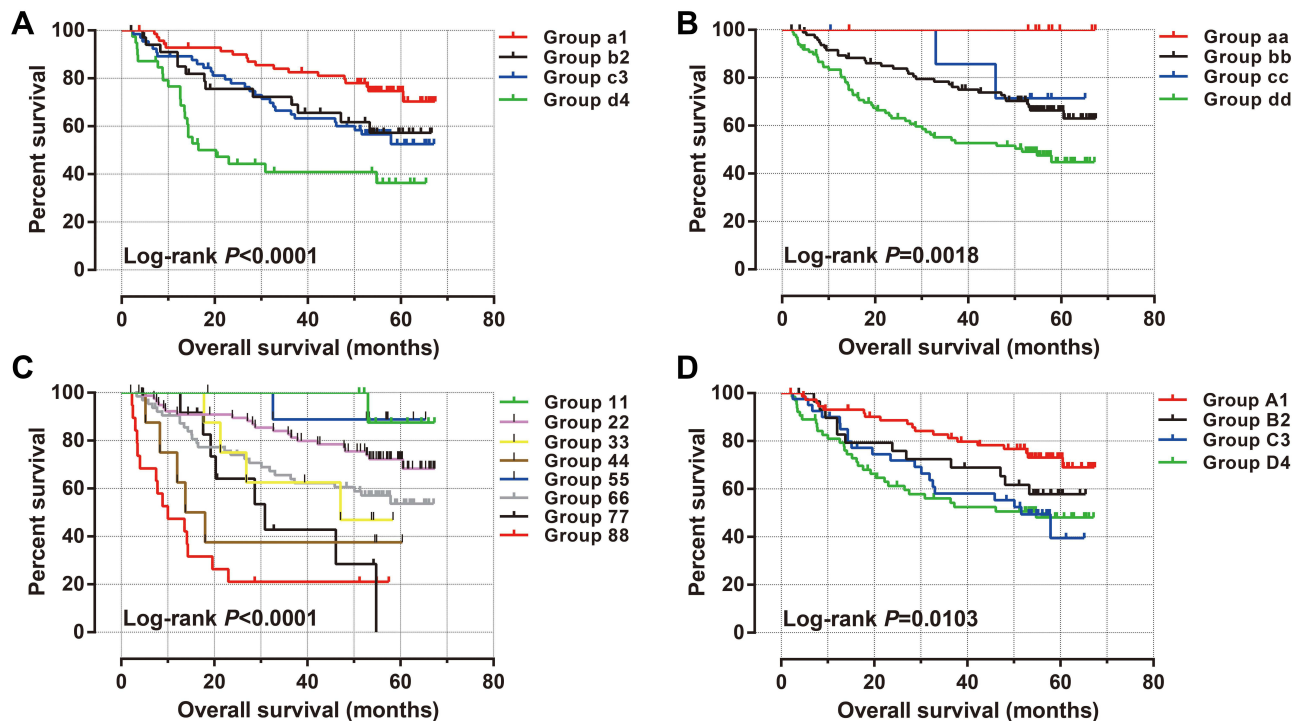 A
Percent survival
100
80
60
40
20
0
Log-rank P<0.0001
0 20 40 60 80
Overall survival (months)
Group a1
Group b2
Group c3
Group d4
B
Percent survival
100
80
60
40
20
0
Log-rank P=0.0018
0 20 40 60 80
Overall survival (months)
Group aa
Group bb
Group cc
Group dd
C
Percent survival
100
80
60
40
20
0
Log-rank P<0.0001
0 20 40 60 80
Overall survival (months)
Group 11
Group 22
Group 33
Group 44
Group 55
Group 66
Group 77
Group 88
D
Percent survival
100
80
60
40
20
0
Log-rank P=0.0103
0 20 40 60 80
Overall survival (months)
Group A1
Group B2
Group C3
Group D4